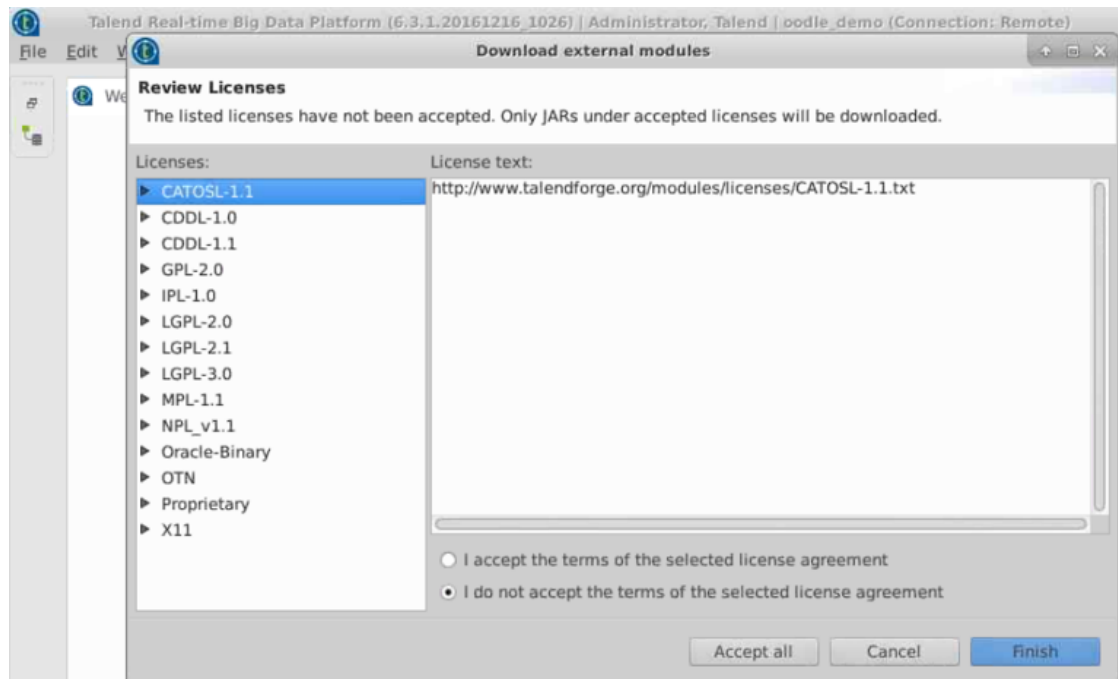 Talend Real-time Big Data Platform (6.3.1.20161216_1026) | Administrator, Talend | oodle_demo (Connection: Remote)
File Edit W
Download external modules
We
Review Licenses
The listed licenses have not been accepted. Only JARs under accepted licenses will be downloaded.
Licenses:
License text:
CATOSL-1.1
http://www.talendforge.org/modules/licenses/CATOSL-1.1.txt
CDDL-1.0
CDDL-1.1
GPL-2.0
IPL-1.0
LGPL-2.0
LGPL-2.1
LGPL-3.0
MPL-1.1
NPL_v1.1
Oracle-Binary
OTN
Proprietary
X11
I accept the terms of the selected license agreement
I do not accept the terms of the selected license agreement
Accept all
Cancel
Finish